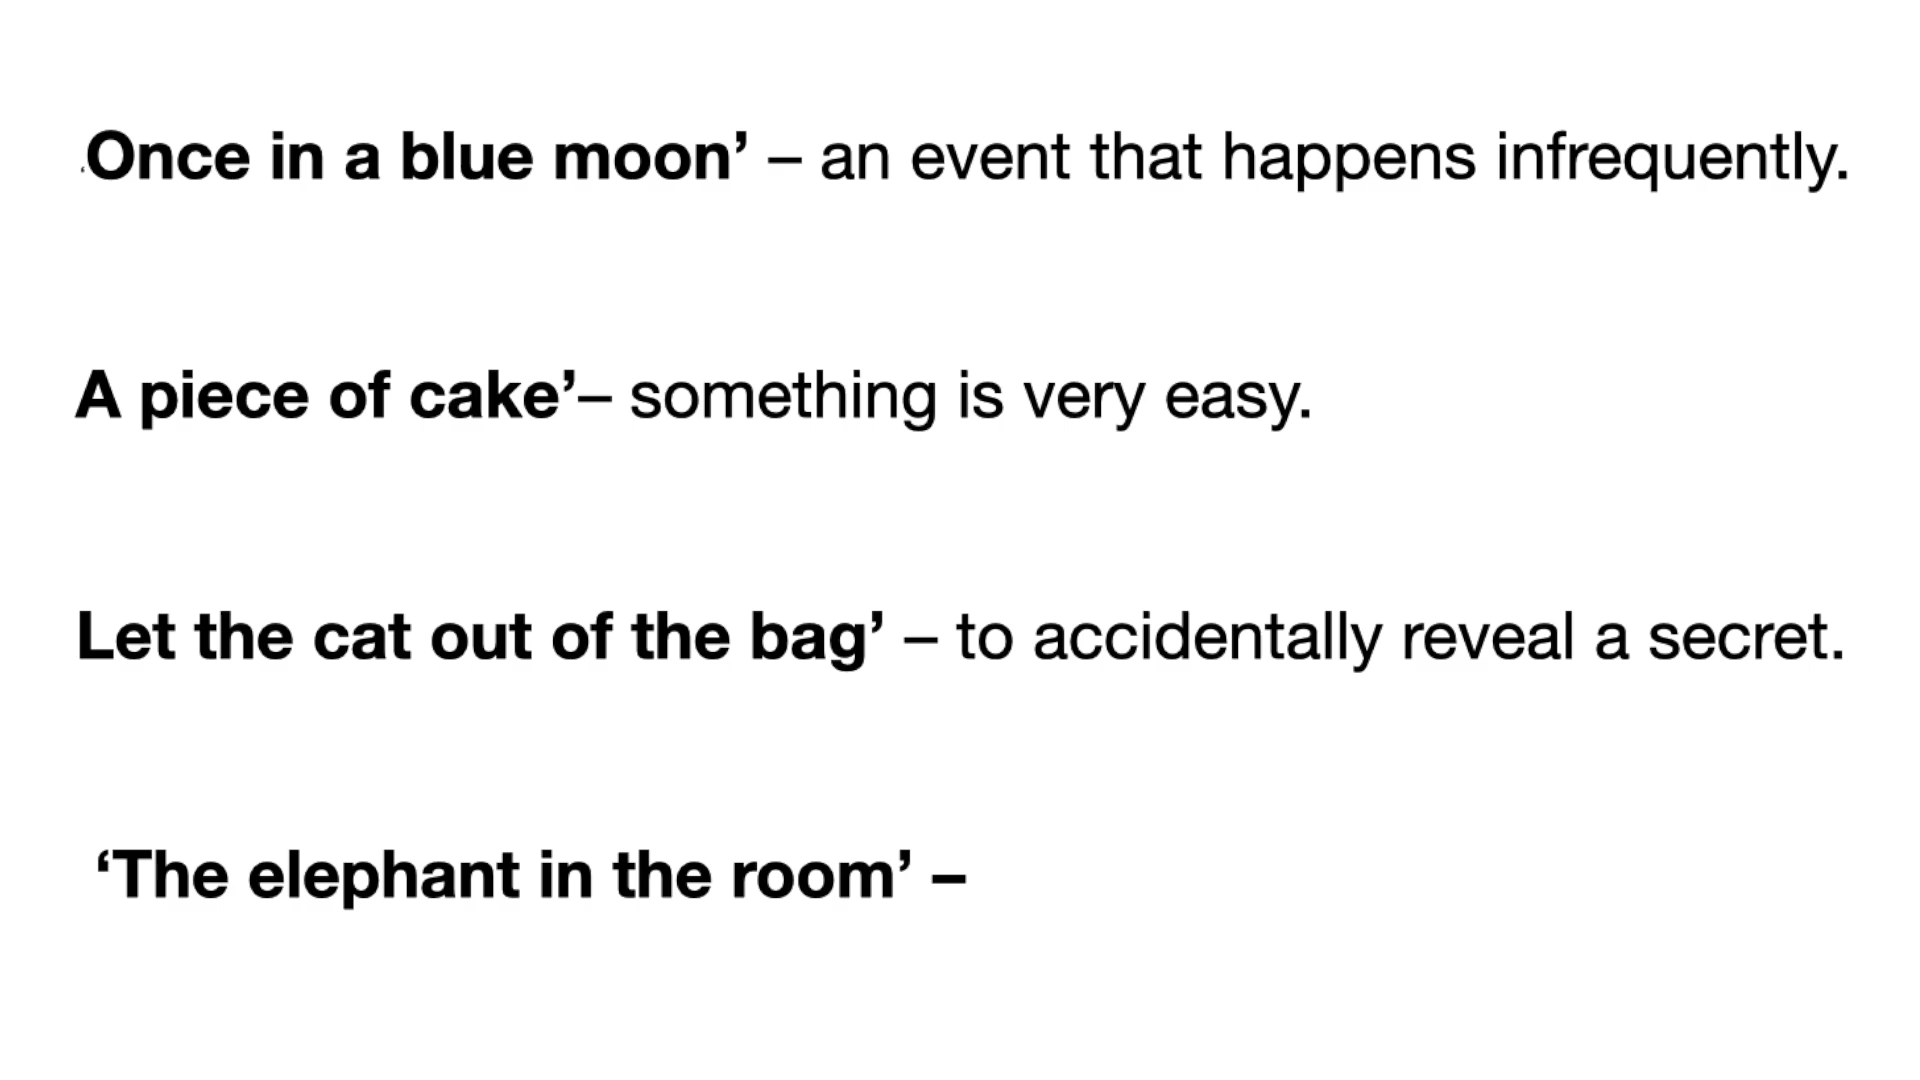 ‘Once in a blue moon’ – an event that happens infrequently.
A piece of cake’– something is very easy.
Let the cat out of the bag’ – to accidentally reveal a secret.
‘The elephant in the room’ –